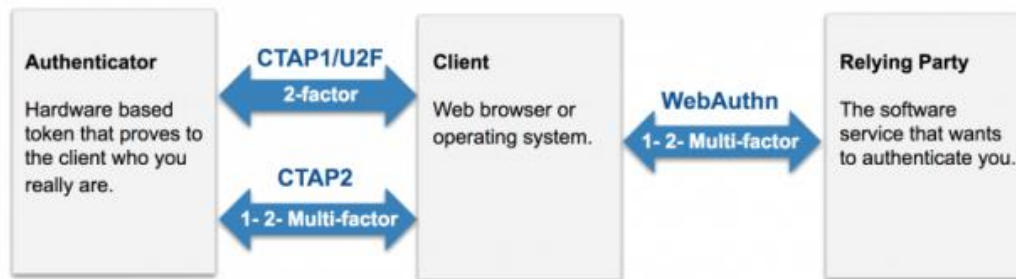 Authenticator
Hardware based
token that proves to
the client who you
really are.
CTAP1/U2F
2-factor
CTAP2
1- 2- Multi-factor
Client
Web browser or
operating system.
WebAuthn
1- 2- Multi-factor
Relying Party
The software
service that wants
to authenticate you.